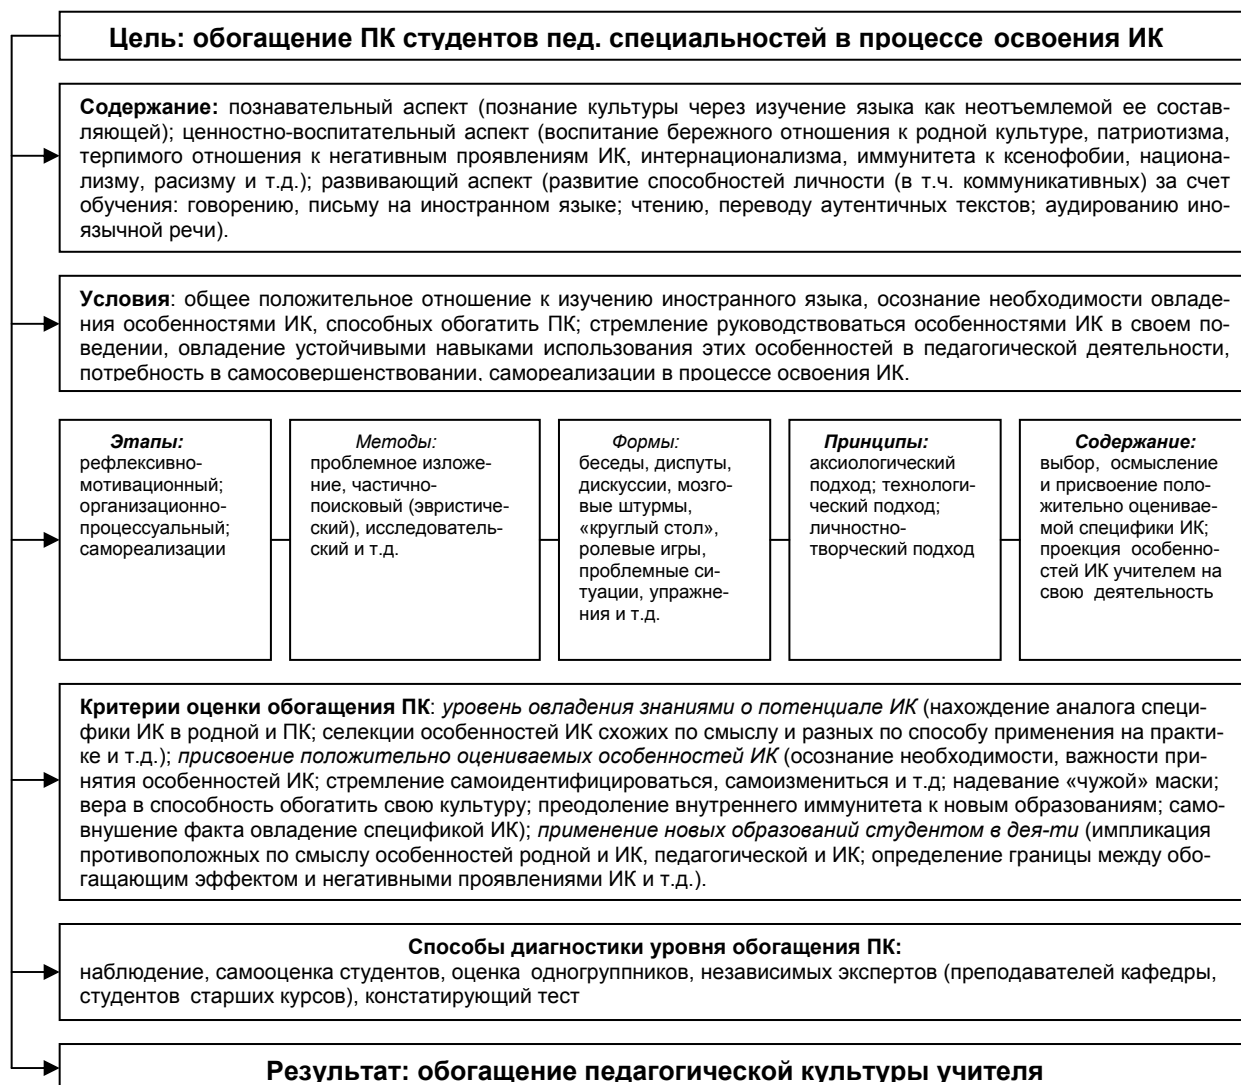 Цель: обогащение ПК студентов пед. специальностей в процессе освоения ИК
Содержание: познавательный аспект (познание культуры через изучение языка как неотъемлемой ее состав-
ляющей); ценностно-воспитательный аспект (воспитание бережного отношения к родной культуре, патриотизма,
терпимого отношения к негативным проявлениям ИК, интернационализма, иммунитета к ксенофобии, национа-
лизму, расизму и т.д.); развивающий аспект (развитие способностей личности (в т.ч. коммуникативных) за счет
обучения: говорению, письму на иностранном языке; чтению, переводу аутентичных текстов; аудированию ино-
язычной речи).
Условия: общее положительное отношение к изучению иностранного языка, осознание необходимости овладе-
ния особенностями ИК, способных обогатить ПК; стремление руководствоваться особенностями ИК в своем по-
ведении, овладение устойчивыми навыками использования этих особенностей в педагогической деятельности,
потребность в самосовершенствовании, самореализации в процессе освоения ИК.
Этапы:
рефлексивно-
мотивационный;
организационно-
процессуальный;
самореализации
Методы:
проблемное изложе-
ние, частично-
поисковый (эвристиче-
ский), исследователь-
ский и т.д.
Формы:
беседы, диспуты,
дискуссии, мозго-
вые штурмы,
«круглый стол»,
ролевые игры,
проблемные си-
туации, упражне-
ния и т.д.
Принципы:
аксиологический
подход; технологи-
ческий подход;
личностно-
творческий подход
Содержание:
выбор, осмысление
и присвоение поло-
жительно оценивае-
мой специфики ИК;
проекция особенно-
стей ИК учителем на
свою деятельность
Критерии оценки обогащения ПК: уровень овладения знаниями о потенциале ИК (нахождение аналога специ-
фики ИК в родной и ПК; селекции особенностей ИК схожих по смыслу и разных по способу применения на практи-
ке и т.д.); присвоение положительно оцениваемых особенностей ИК (осознание необходимости, важности при-
нятия особенностей ИК; стремление самоидентифицироваться, самоизмениться и т.д; надевание «чужой» маски;
вера в способность обогатить свою культуру; преодоление внутреннего иммунитета к новым образованиям; само-
внушение факта овладение спецификой ИК); применение новых образований студентом в дея-ти (импликация
противоположных по смыслу особенностей родной и ИК, педагогической и ИК; определение границы между обо-
гащающим эффектом и негативными проявлениями ИК и т.д.).
Способы диагностики уровня обогащения ПК:
наблюдение, самооценка студентов, оценка одногруппников, независимых экспертов (преподавателей кафедры,
студентов старших курсов), констатирующий тест
Результат: обогащение педагогической культуры учителя